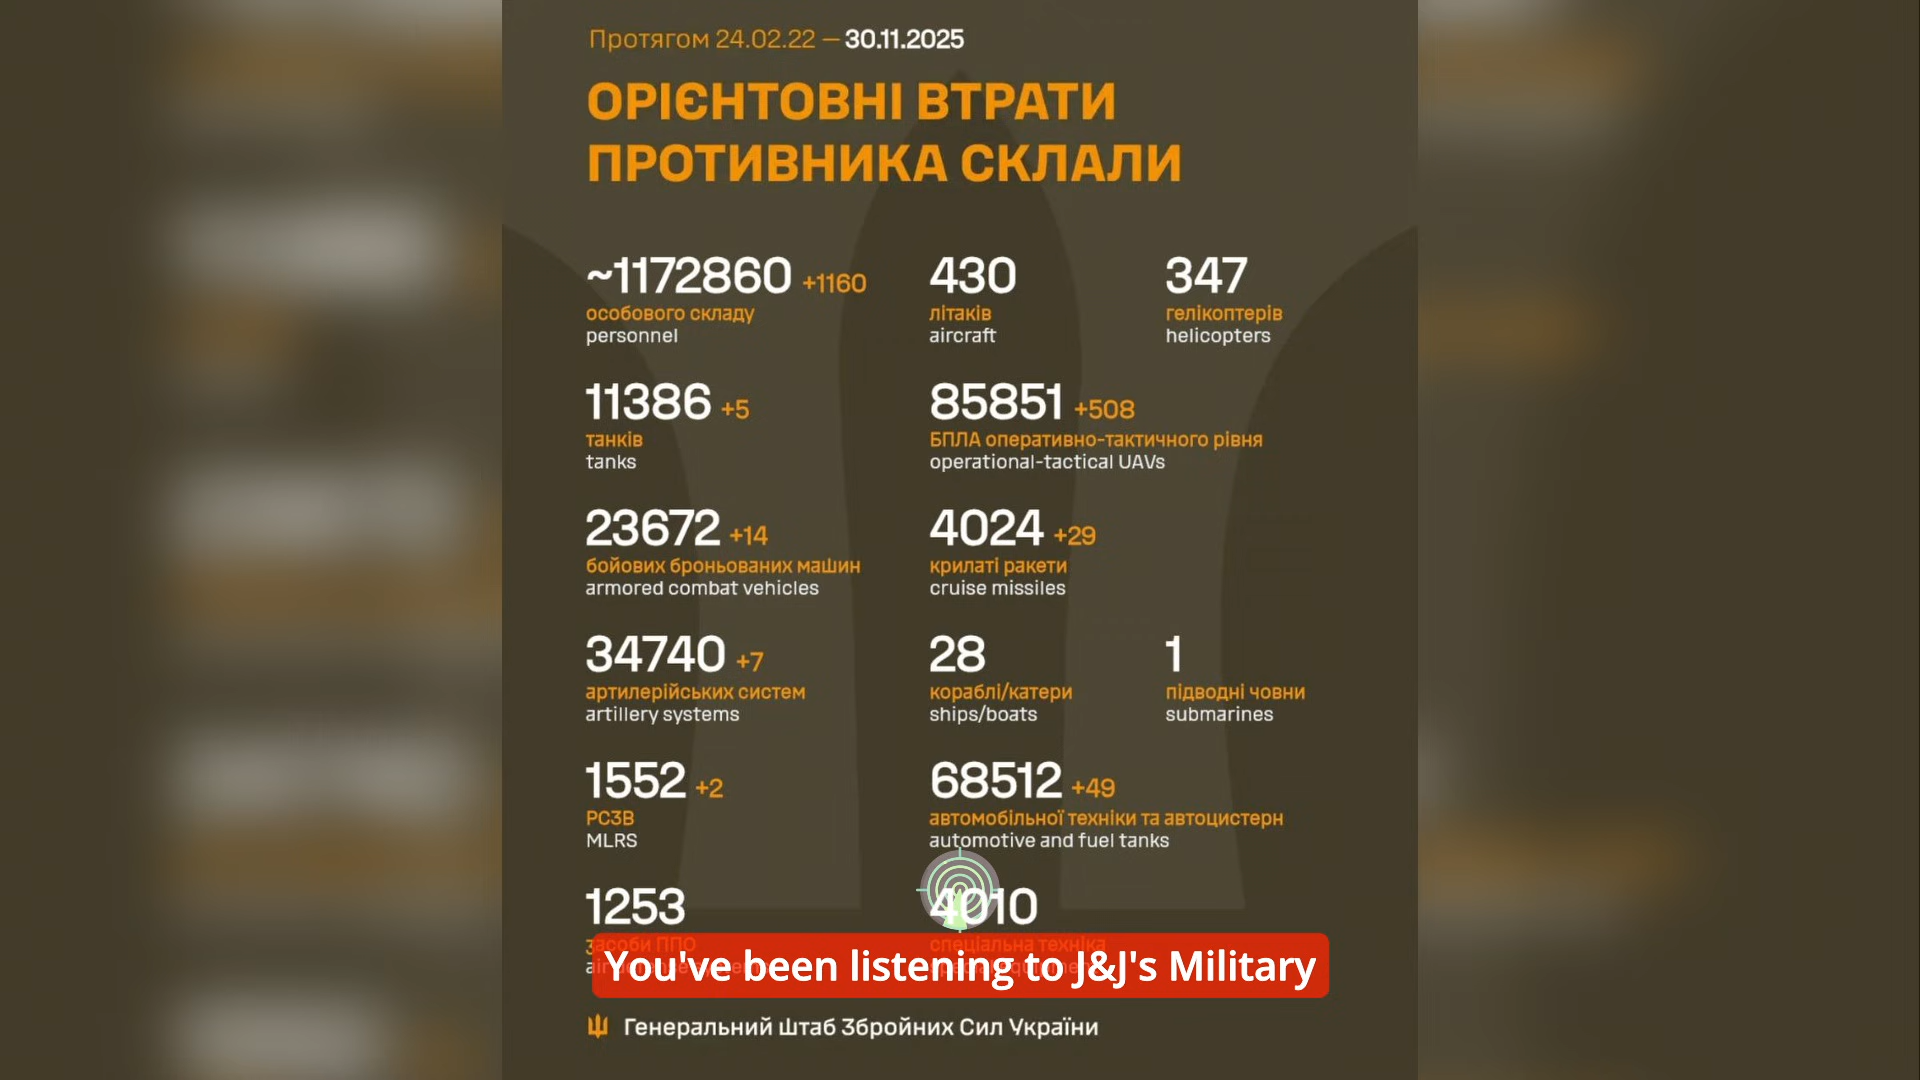 Протягом 24.02.22 — 30.11.2025
ОРІЄНТОВНІ ВТРАТИ
ПРОТИВНИКА СКЛАЛИ
~1172860 +1160
особового складу
personnel
430
літаків
aircraft
347
гелікоптерів
helicopters
11386 +5
танків
tanks
85851 +508
БПЛА оперативно-тактичного рівня
operational-tactical UAVs
23672 +14
бойових броньованих машин
armored combat vehicles
4024 +29
крилаті ракети
cruise missiles
34740 +7
артилерійських систем
artillery systems
28
кораблі/катери
ships/boats
1
підводні човни
submarines
1552 +2
РСЗВ
MLRS
68512 +49
автомобільної техніки та автоцистерн
automotive and fuel tanks
1253
засоби ППО
4010
спеціальна техніка
You've been listening to J&J's Military
Генеральний штаб Збройних Сил України